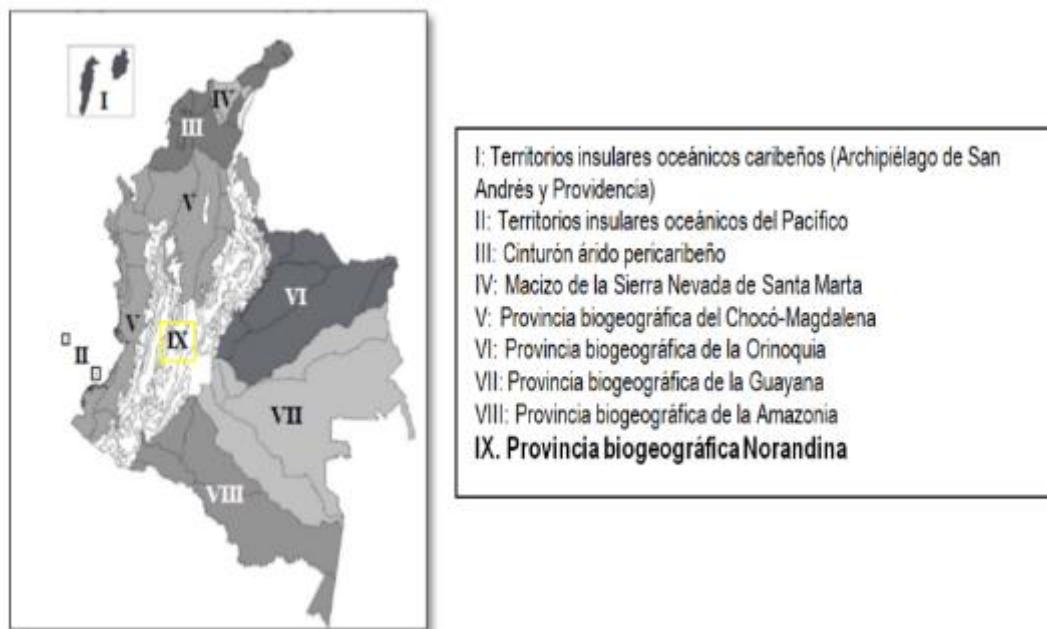 I
IV
III
V
VI
V
IX
II
VII
VIII
I: Territorios insulares oceánicos caribeños (Archipiélago de San
Andrés y Providencia)
II: Territorios insulares oceánicos del Pacífico
III: Cinturón árido pericaribeño
IV: Macizo de la Sierra Nevada de Santa Marta
V: Provincia biogeográfica del Chocó-Magdalena
VI: Provincia biogeográfica de la Orinoquia
VII: Provincia biogeográfica de la Guayana
VIII: Provincia biogeográfica de la Amazonia
IX. Provincia biogeográfica Norandina